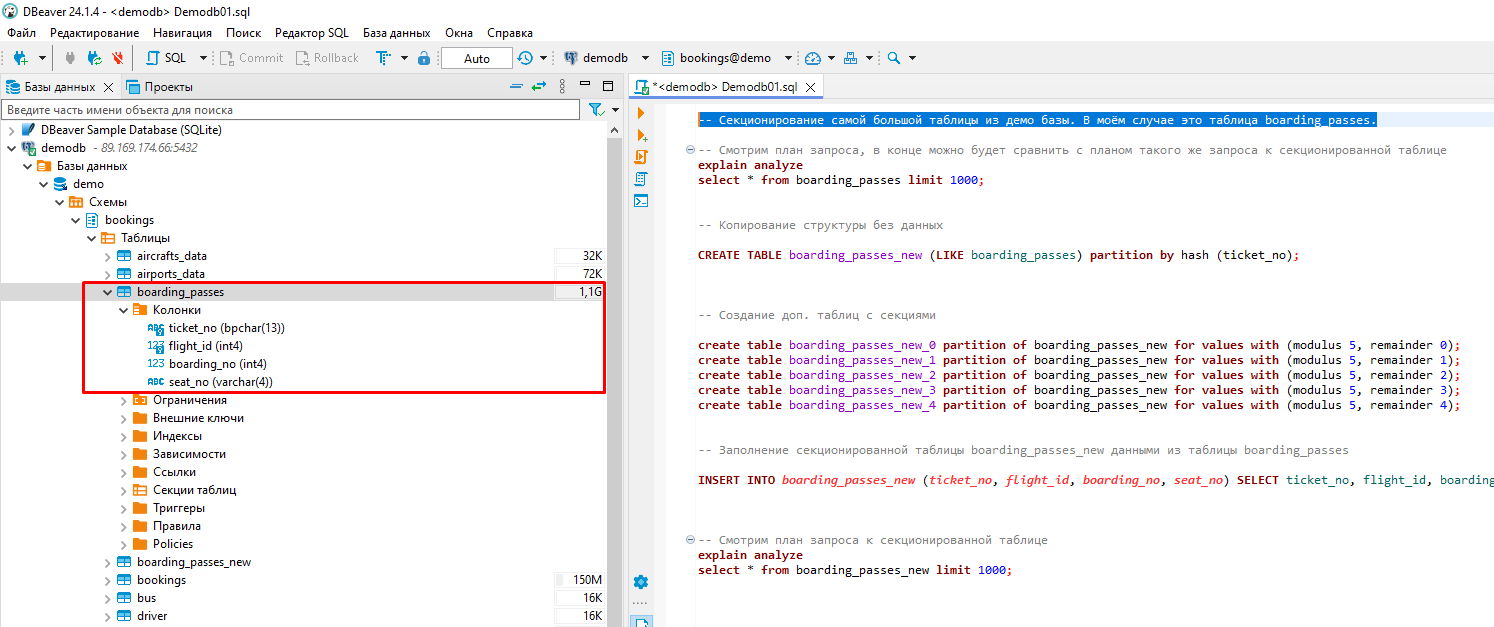 DBeaver 24.1.4 - <demodb> Demodb01.sql
Файл Редактирование Навигация Поиск Редактор SQL База данных Окна Справка
SQL Commit Rollback Auto demodb bookings@demo
Базы данных Проекты
Введите часть имени объекта для поиска
DBeaver Sample Database (SQLite)
demodb - 89.169.174.66:5432
Базы данных
demo
Схемы
bookings
Таблицы
aircrafts_data 32K
airports_data 72K
boarding_passes 1,1G
Колонки
ticket_no (bpchar(13))
flight_id (int4)
boarding_no (int4)
seat_no (varchar(4))
Ограничения
Внешние ключи
Индексы
Зависимости
Ссылки
Секции таблиц
Триггеры
Правила
Policies
boarding_passes_new
bookings 150M
bus 16K
driver 16K
*<demodb> Demodb01.sql
-- Секционирование самой большой таблицы из демо базы. В моём случае это таблица boarding_passes.
-- Смотрим план запроса, в конце можно будет сравнить с планом такого же запроса к секционированной таблице
explain analyze
select * from boarding_passes limit 1000;
-- Копирование структуры без данных
CREATE TABLE boarding_passes_new (LIKE boarding_passes) partition by hash (ticket_no);
-- Создание доп. таблиц с секциями
create table boarding_passes_new_0 partition of boarding_passes_new for values with (modulus 5, remainder 0);
create table boarding_passes_new_1 partition of boarding_passes_new for values with (modulus 5, remainder 1);
create table boarding_passes_new_2 partition of boarding_passes_new for values with (modulus 5, remainder 2);
create table boarding_passes_new_3 partition of boarding_passes_new for values with (modulus 5, remainder 3);
create table boarding_passes_new_4 partition of boarding_passes_new for values with (modulus 5, remainder 4);
-- Заполнение секционированной таблицы boarding_passes_new данными из таблицы boarding_passes
INSERT INTO boarding_passes_new (ticket_no, flight_id, boarding_no, seat_no) SELECT ticket_no, flight_id, boarding
-- Смотрим план запроса к секционированной таблице
explain analyze
select * from boarding_passes_new limit 1000;